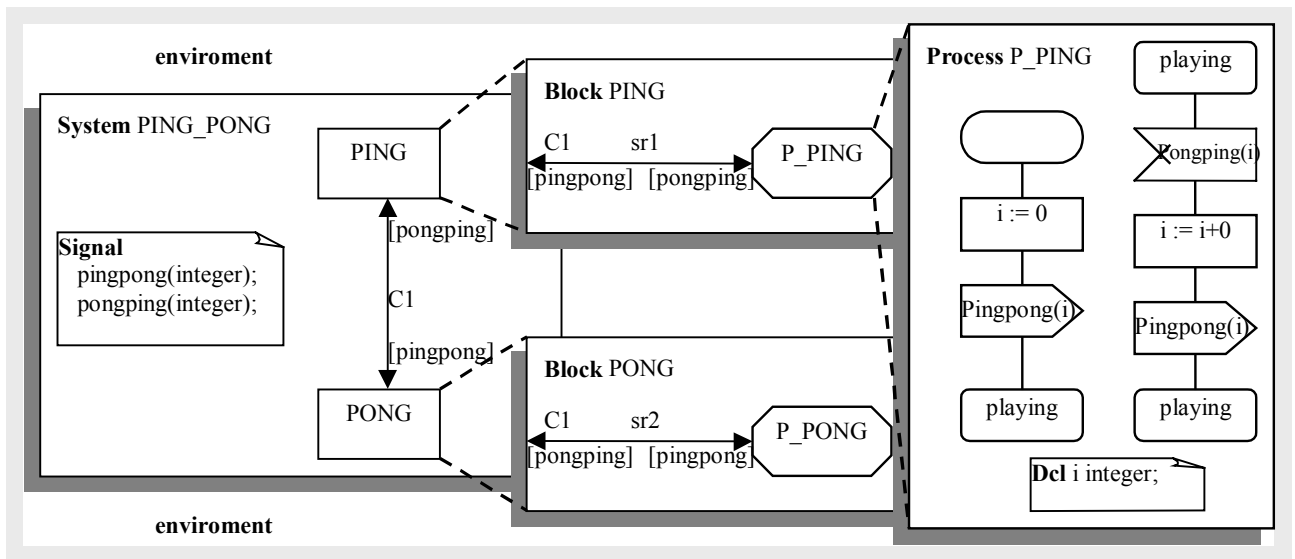 enviroment
System PING_PONG
PING
Signal
pingpong(integer);
pongping(integer);
[pongping]
C1
[pingpong]
PONG
enviroment
Block PING
C1 sr1
P_PING
[pingpong] [pongping]
Block PONG
C1 sr2
P_PONG
[pongping] [pingpong]
Process P_PING
i := 0
Pingpong(i)
playing
playing
Pongping(i)
i := i+0
Pingpong(i)
playing
Dcl i integer;